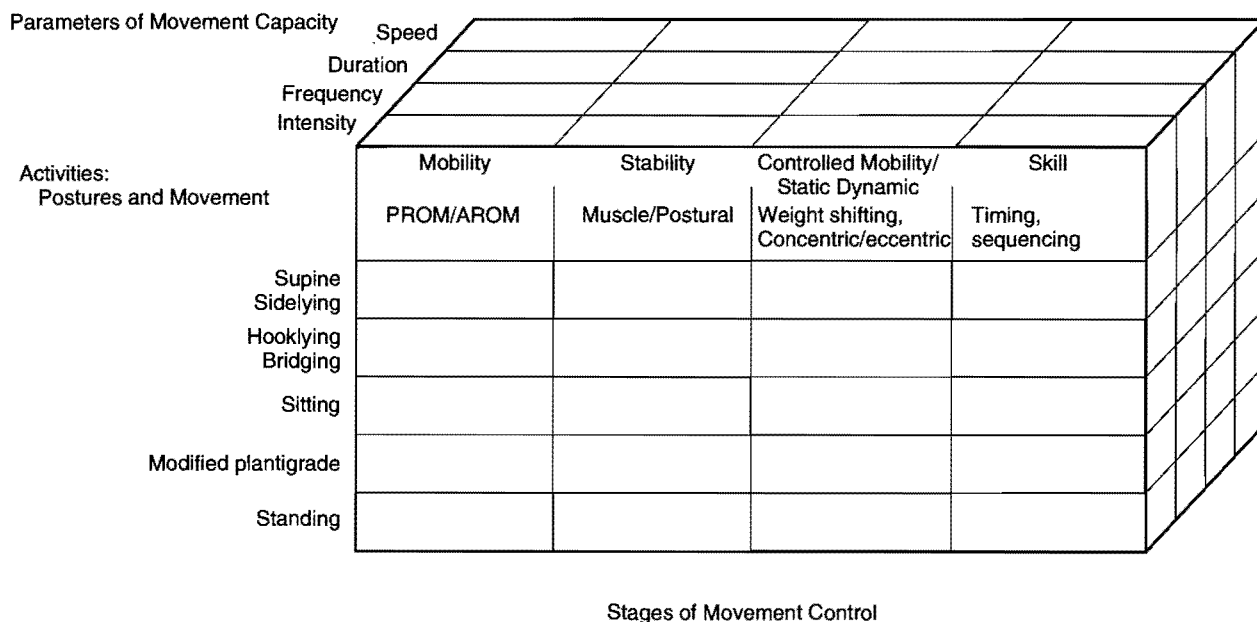 Parameters of Movement Capacity
Speed
Duration
Frequency
Intensity
Activities:
Postures and Movement
Mobility
Stability
Controlled Mobility/
Static Dynamic
Skill
PROM/AROM
Muscle/Postural
Weight shifting,
Concentric/eccentric
Timing,
sequencing
Supine
Sidelying
Hooklying
Bridging
Sitting
Modified plantigrade
Standing
Stages of Movement Control